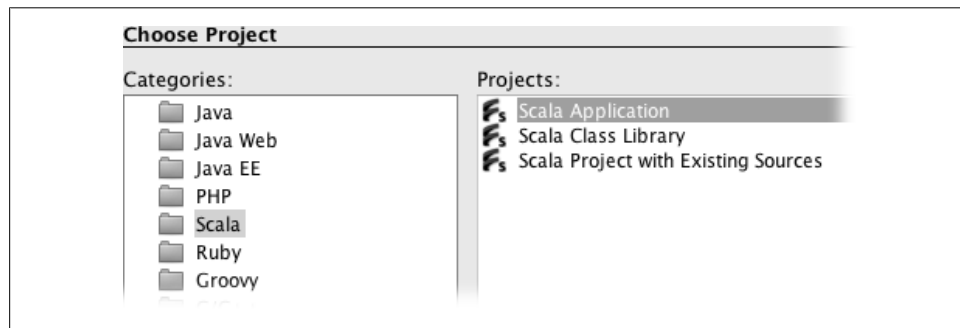 Choose Project
Categories:
Java
Java Web
Java EE
PHP
Scala
Ruby
Groovy
Projects:
Scala Application
Scala Class Library
Scala Project with Existing Sources